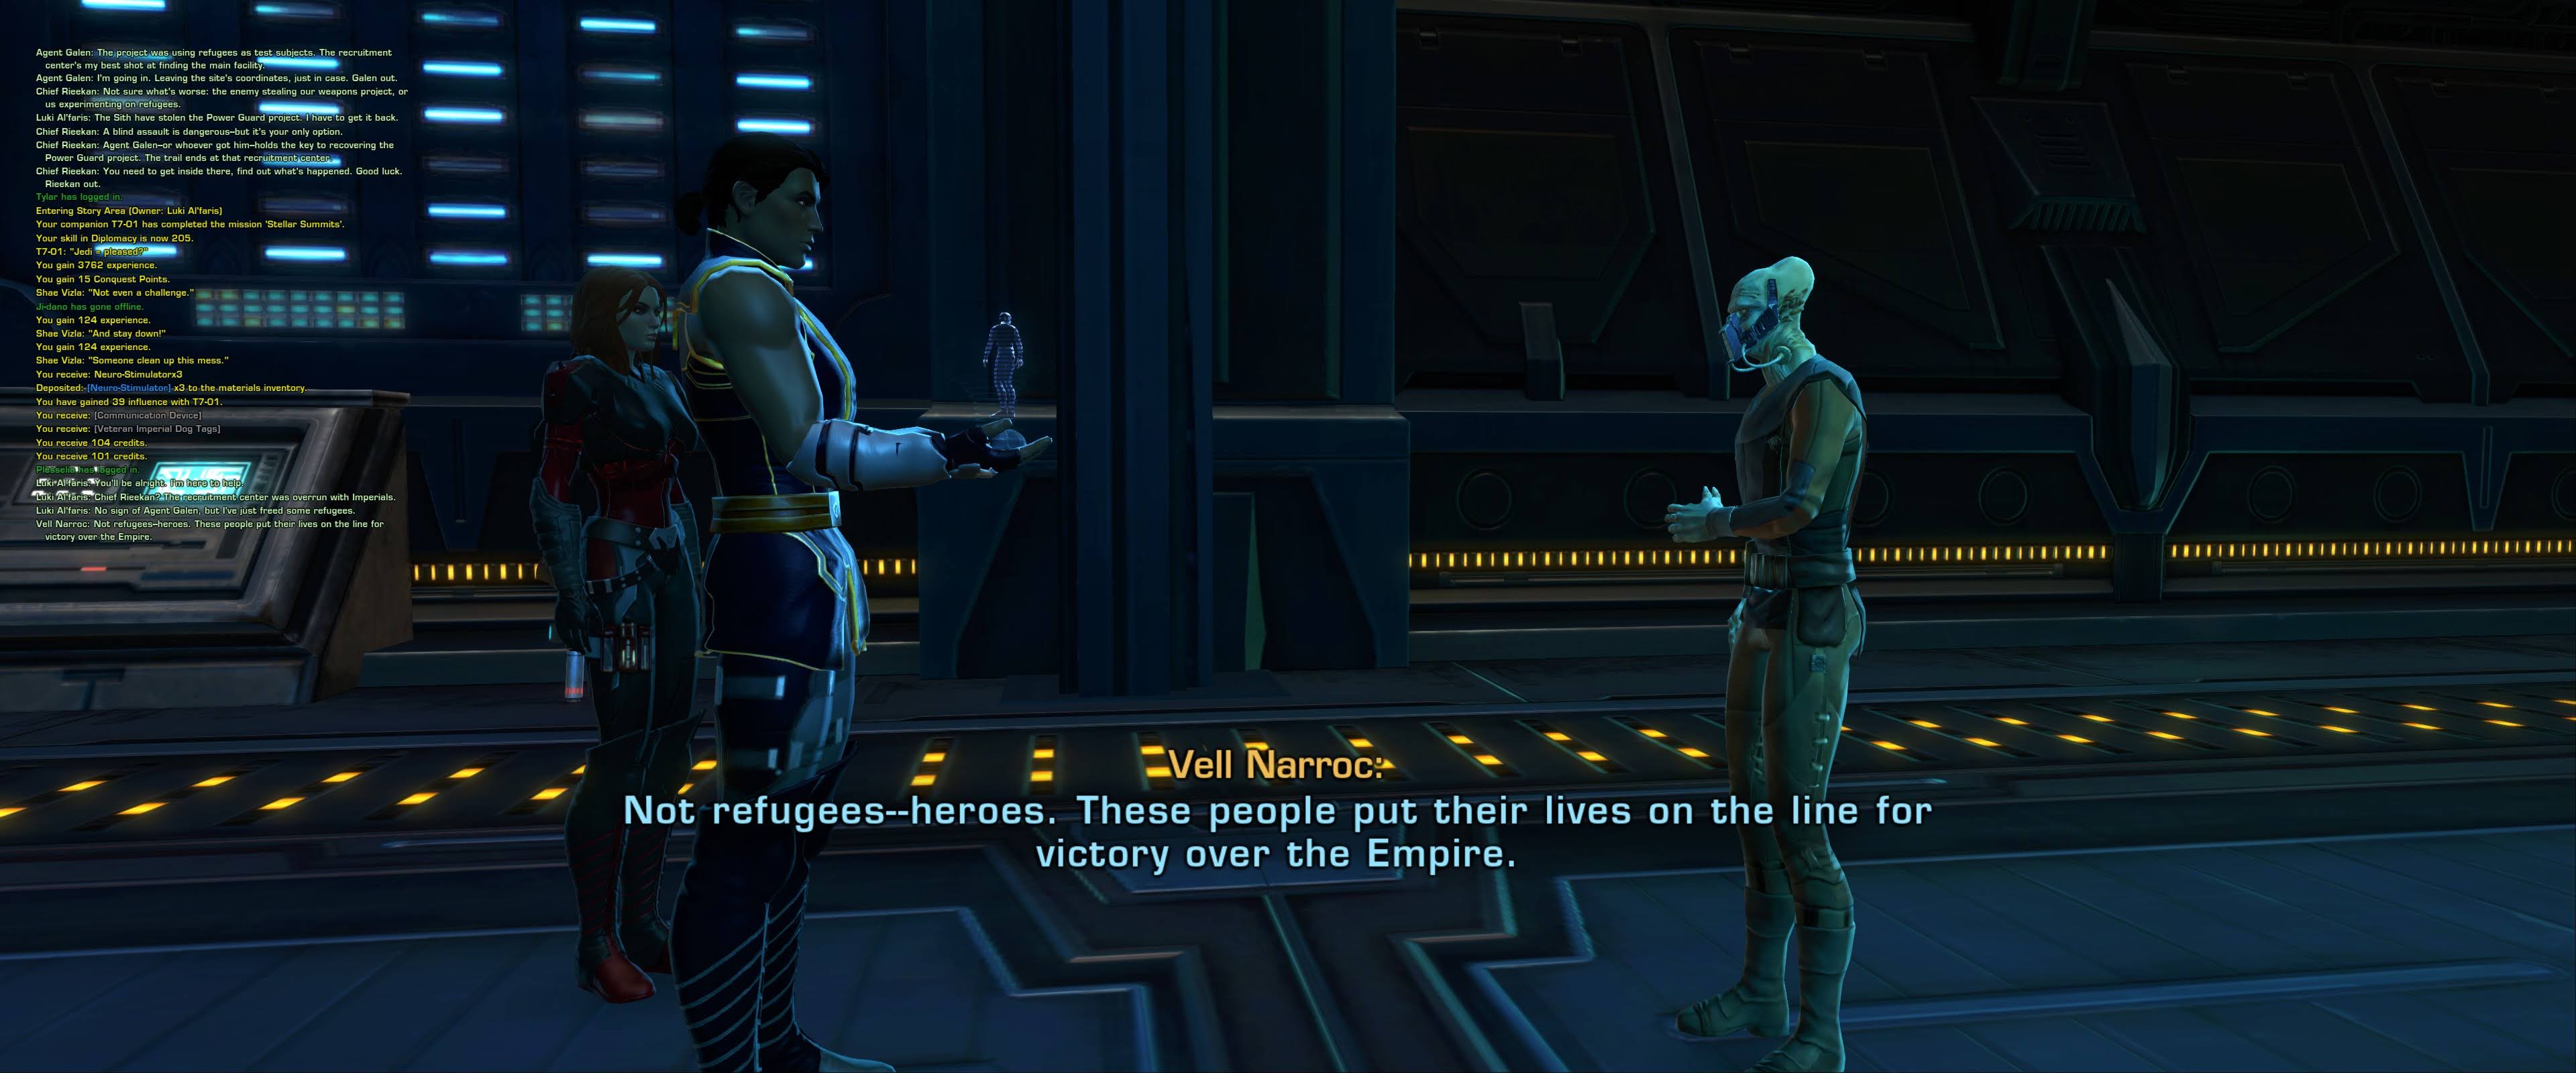 Agent Galen: The project was using refugees as test subjects. The recruitment
center's my best shot at finding the main facility.
Agent Galen: I'm going in. Leaving the site's coordinates, just in case. Galen out.
Chief Rieekan: Not sure what's worse: the enemy stealing our weapons project, or
us experimenting on refugees.
Luki Al'faris: The Sith have stolen the Power Guard project. I have to get it back.
Chief Rieekan: A blind assault is dangerous--but it's your only option.
Chief Rieekan: Agent Galen--or whoever got him--holds the key to recovering the
Power Guard project. The trail ends at that recruitment center.
Chief Rieekan: You need to get inside there, find out what's happened. Good luck.
Rieekan out.
Tylar has logged in.
Entering Story Area (Owner: Luki Al'faris)
Your companion T7-01 has completed the mission 'Stellar Summits'.
Your skill in Diplomacy is now 205.
T7-01: "Jedi = pleased?"
You gain 3762 experience.
You gain 15 Conquest Points.
Shae Vizla: "Not even a challenge."
Ji-dano has gone offline.
You gain 124 experience.
Shae Vizla: "And stay down!"
You gain 124 experience.
Shae Vizla: "Someone clean up this mess."
You receive: Neuro-Stimulatorx3
Deposited: [Neuro-Stimulator] x3 to the materials inventory.
You have gained 39 influence with T7-01.
You receive: [Communication Device]
You receive: [Veteran Imperial Dog Tags]
You receive 104 credits.
You receive 101 credits.
has logged in.
Luki Al'faris: You'll be alright. I'm here to help.
Luki Al'faris: Chief Rieekan? The recruitment center was overrun with Imperials.
Luki Al'faris: No sign of Agent Galen, but I've just freed some refugees.
Vell Narroc: Not refugees--heroes. These people put their lives on the line for
victory over the Empire.
Vell Narroc:
Not refugees--heroes. These people put their lives on the line for
victory over the Empire.